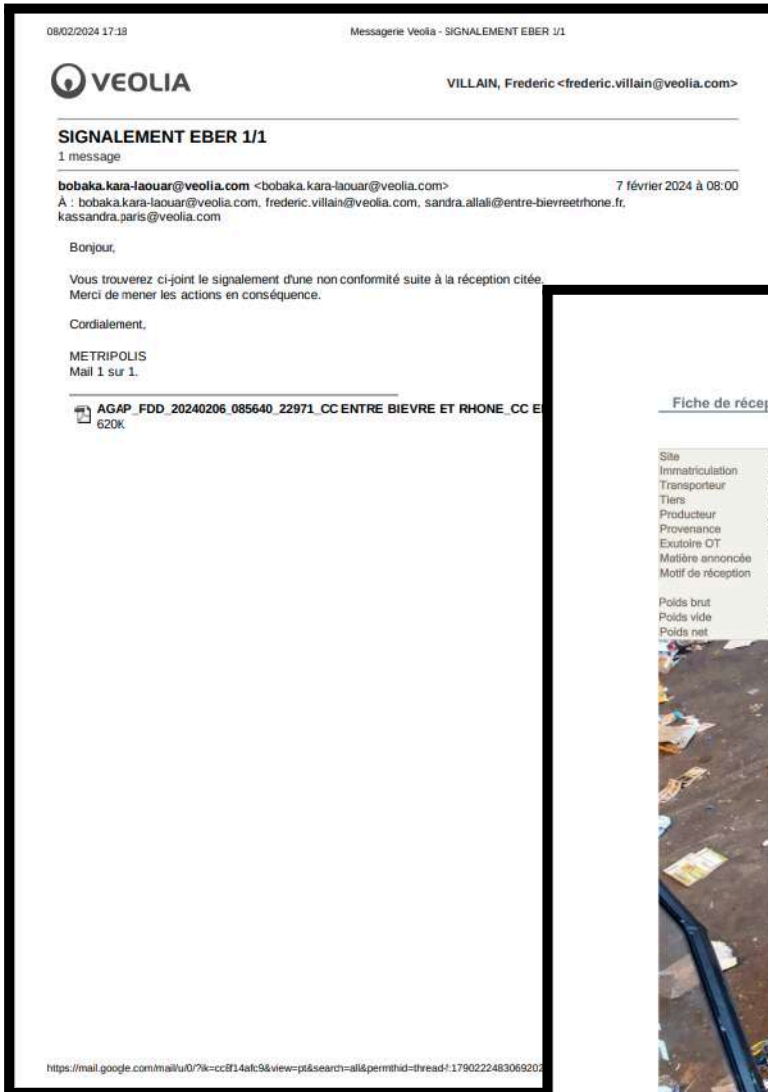 08/02/2024 17:18 Messagerie Veolia - SIGNALEMENT EBER 1/1
VEOLIA VILLAIN, Frederic <frederic.villain@veolia.com>
SIGNALEMENT EBER 1/1
1 message
bobaka.kara-laouar@veolia.com <bobaka.kara-laouar@veolia.com> 7 février 2024 à 08:00
À : bobaka.kara-laouar@veolia.com, frederic.villain@veolia.com, sandra.allali@entre-bievreetrhone.fr,
kassandra.paris@veolia.com
Bonjour,
Vous trouverez ci-joint le signalement d'une non conformité suite à la réception citée.
Merci de mener les actions en conséquence.
Cordialement,
METRIPOLIS
Mail 1 sur 1.
AGAP_FDD_20240206_085640_22971_CC ENTRE BIEVRE ET RHONE_CC E
620K
https://mail.google.com/mail/u/0/?ik=cc8f14afc9&view=pt&search=all&permthid=thread-f:1790222483069202
Fiche de récep
Site
Immatriculation
Transporteur
Tiers
Producteur
Provenance
Exutoire OT
Matière annoncée
Motif de réception
Poids brut
Poids vide
Poids net